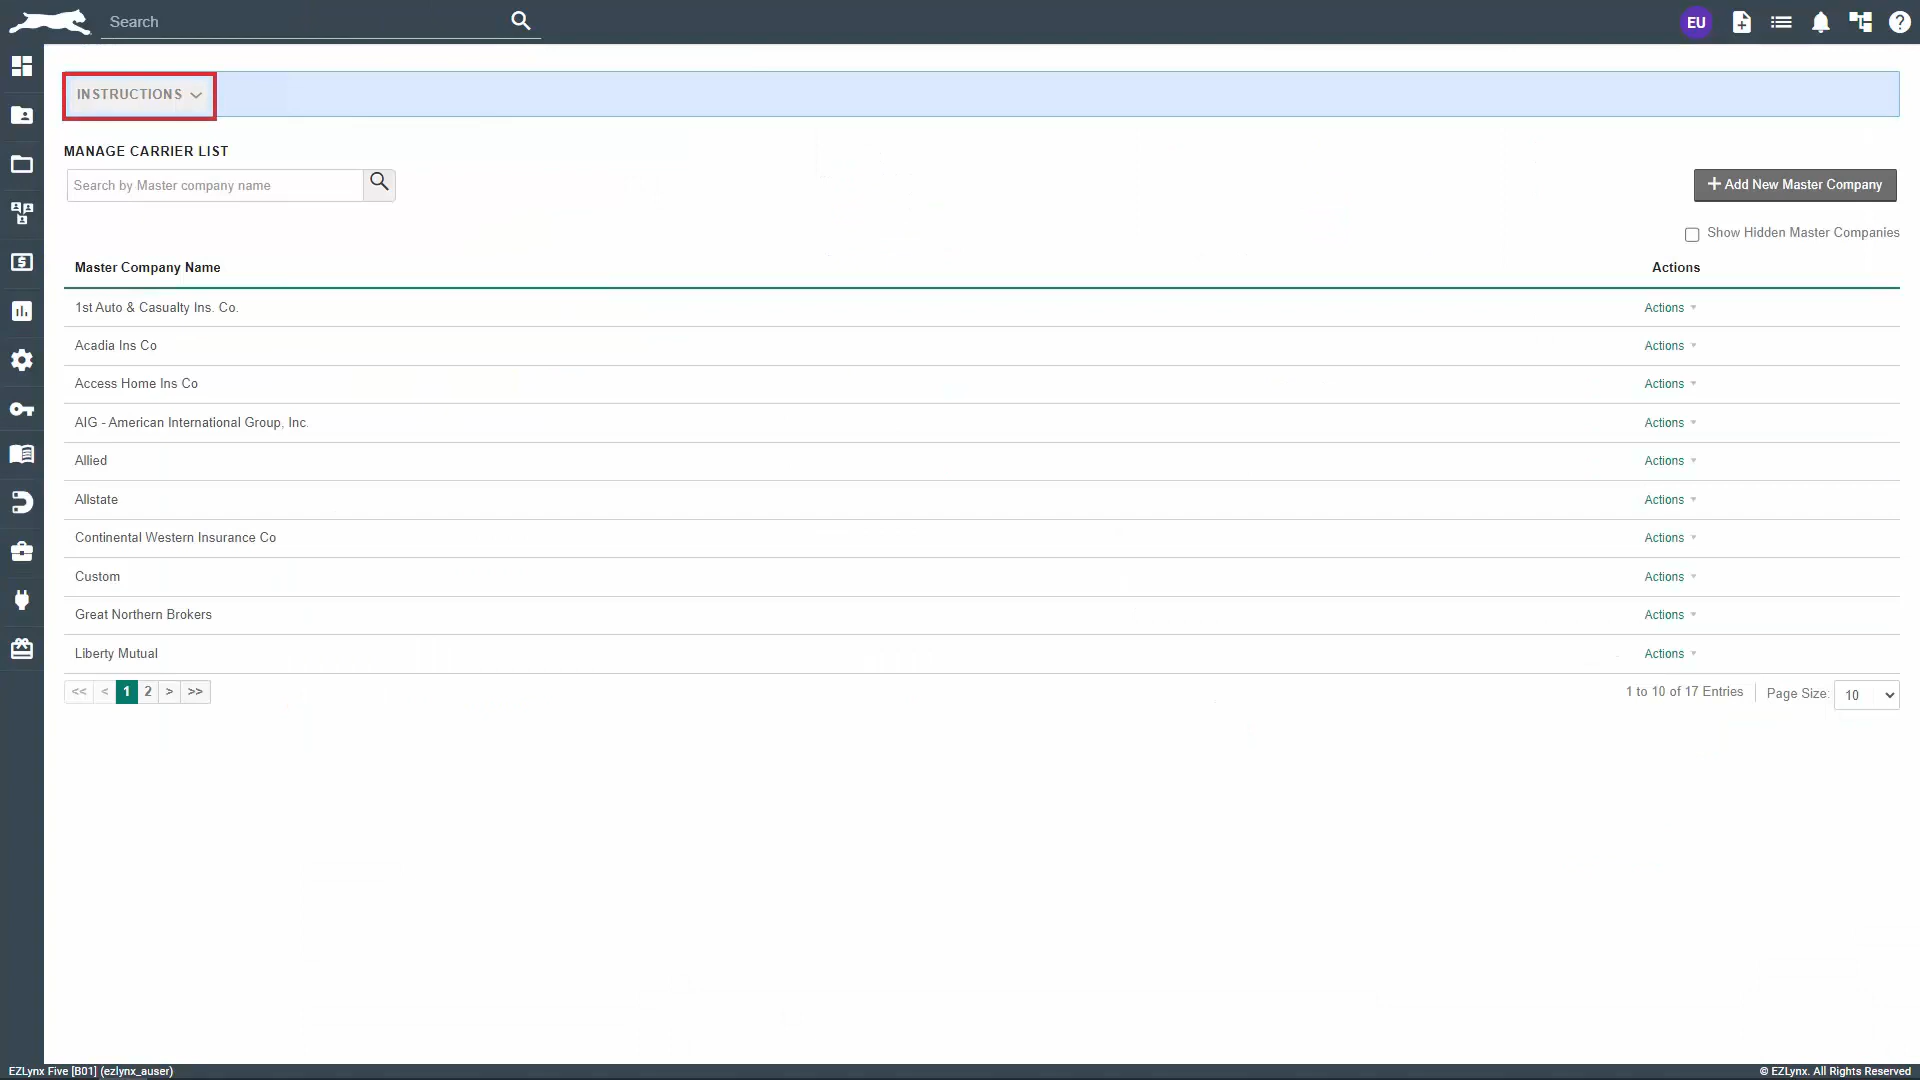 Search
EU
INSTRUCTIONS
MANAGE CARRIER LIST
Search by Master company name
+ Add New Master Company
Show Hidden Master Companies
Master Company Name Actions
1st Auto & Casualty Ins. Co. Actions
Acadia Ins Co Actions
Access Home Ins Co Actions
AIG - American International Group, Inc. Actions
Allied Actions
Allstate Actions
Continental Western Insurance Co Actions
Custom Actions
Great Northern Brokers Actions
Liberty Mutual Actions
<< < 1 2 > >> 1 to 10 of 17 Entries Page Size: 10
EZLynx Five [B01] (ezlynx_auser) © EZLynx. All Rights Reserved